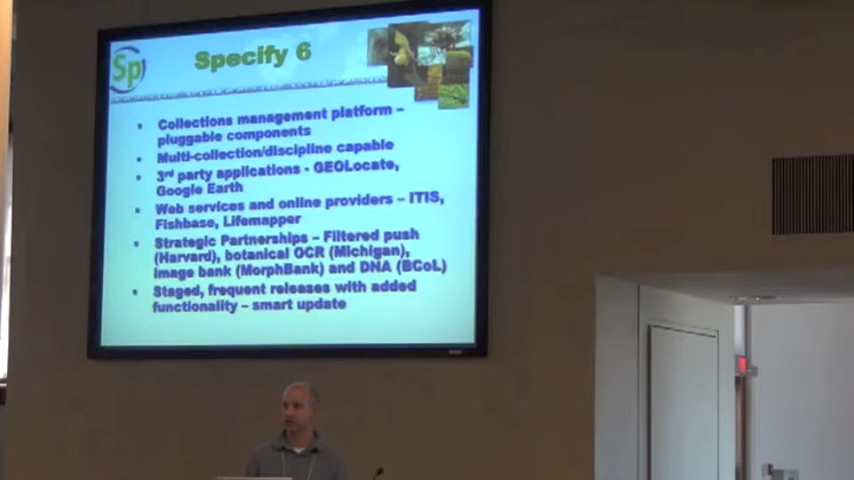 Sp
Specify 6
Collections management platform –
pluggable components
Multi-collection/discipline capable
3rd party applications - GEOLocate,
Google Earth
Web services and online providers – ITIS,
Fishbase, Lifemapper
Strategic Partnerships – Filtered push
(Harvard), botanical OCR (Michigan),
image bank (MorphBank) and DNA (BCoL)
Staged, frequent releases with added
functionality – smart update